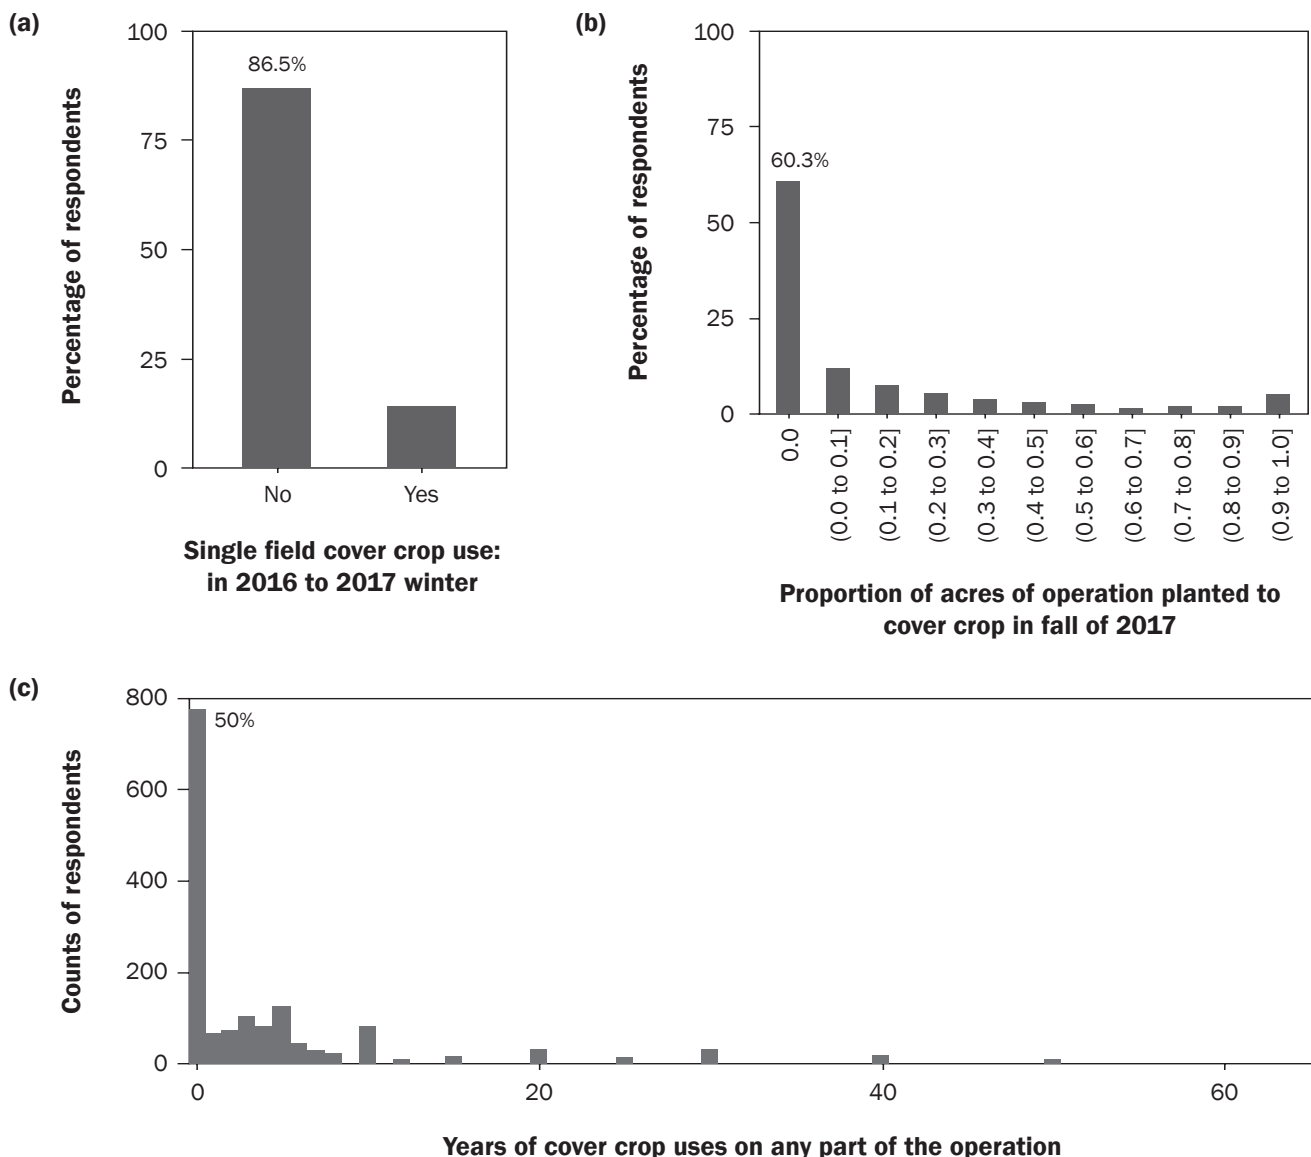 (a)
100
75
50
25
0
Percentage of respondents
86.5%
No Yes
Single field cover crop use:
in 2016 to 2017 winter
(b)
100
75
50
25
0
Percentage of respondents
60.3%
0.0
(0.0 to 0.1]
(0.1 to 0.2]
(0.2 to 0.3]
(0.3 to 0.4]
(0.4 to 0.5]
(0.5 to 0.6]
(0.6 to 0.7]
(0.7 to 0.8]
(0.8 to 0.9]
(0.9 to 1.0]
Proportion of acres of operation planted to
cover crop in fall of 2017
(c)
800
600
400
200
0
Counts of respondents
50%
0 20 40 60
Years of cover crop uses on any part of the operation